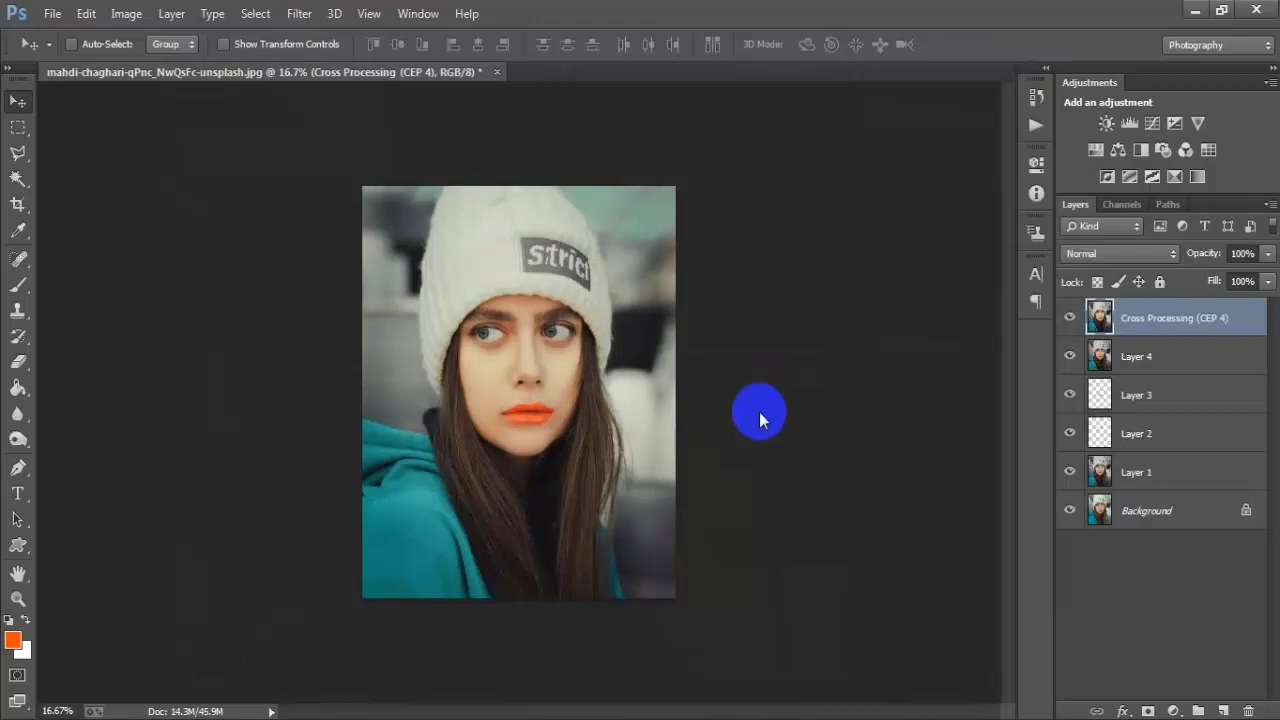 Ps File Edit Image Layer Type Select Filter 3D View Window Help
Auto-Select: Group Show Transform Controls 3D Mode: Photography
mahdi-chaghari-qPnc_NwQsFc-unsplash.jpg @ 16.7% (Cross Processing (CEP 4), RGB/8) *
Adjustments
Add an adjustment
Layers Channels Paths
Kind
Normal Opacity: 100%
Lock: Fill: 100%
Cross Processing (CEP 4)
Layer 4
Layer 3
Layer 2
Layer 1
Background
strict
16.67% Doc: 14.3M/45.9M